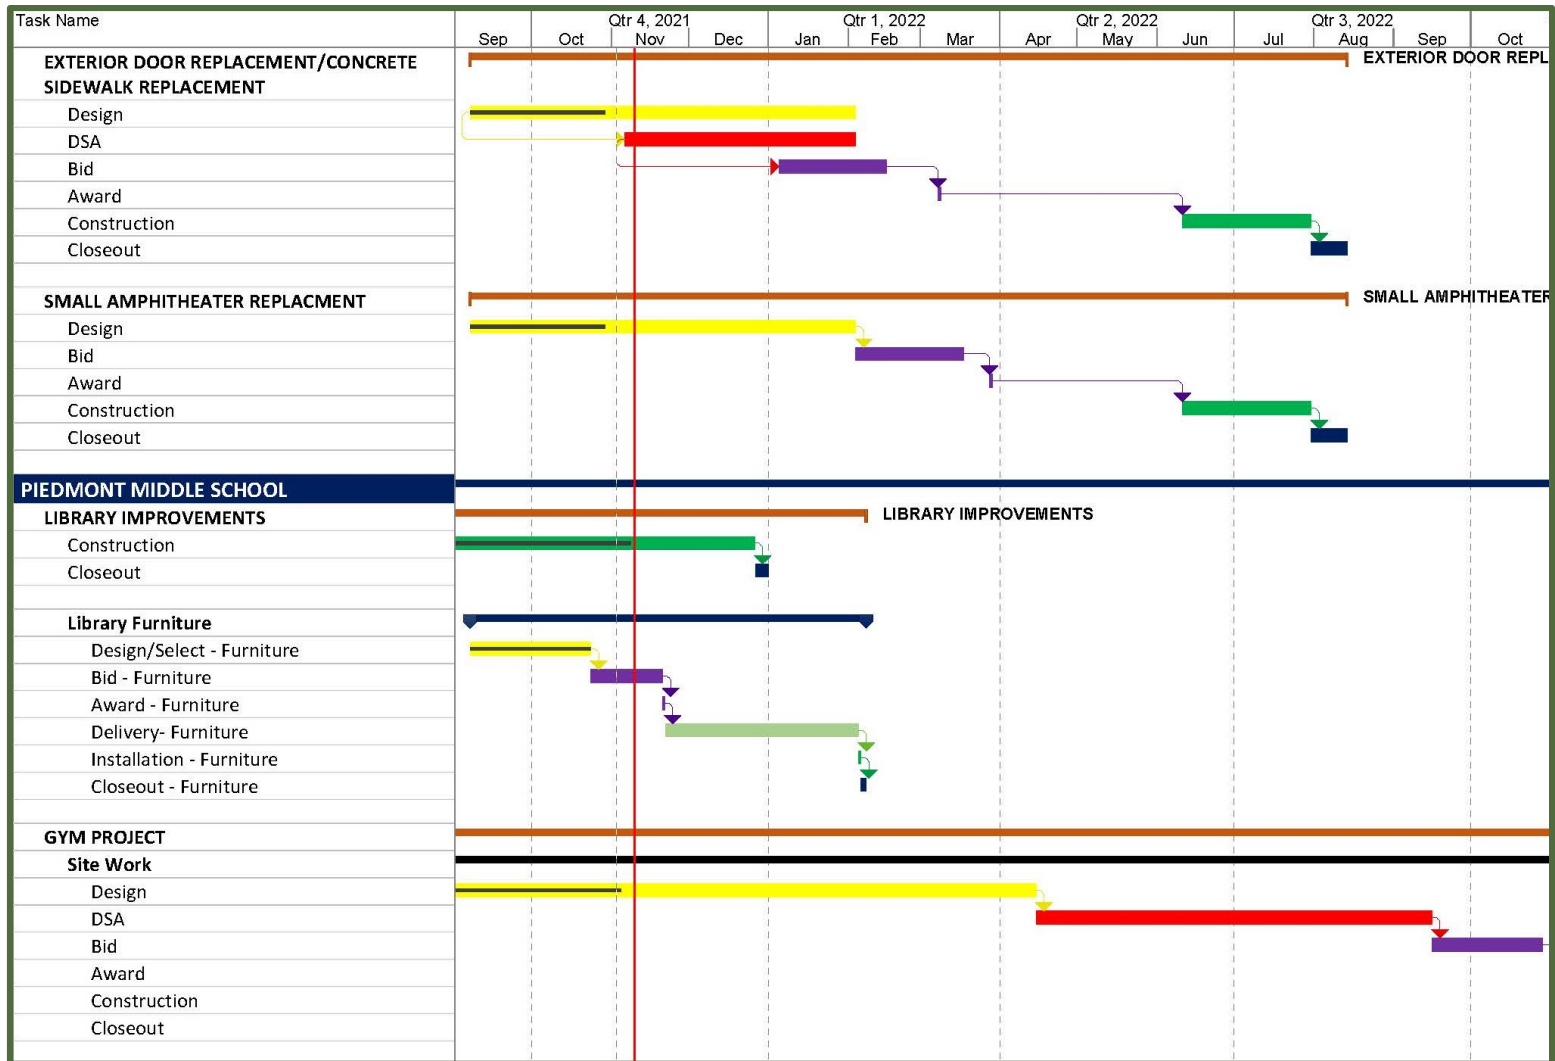 Task Name
Qtr 4, 2021 Qtr 1, 2022 Qtr 2, 2022 Qtr 3, 2022
Sep Oct Nov Dec Jan Feb Mar Apr May Jun Jul Aug Sep Oct
EXTERIOR DOOR REPLACEMENT/CONCRETE
SIDEWALK REPLACEMENT
EXTERIOR DOOR REPL
Design
DSA
Bid
Award
Construction
Closeout
SMALL AMPHITHEATER REPLACMENT
SMALL AMPHITHEATER
Design
Bid
Award
Construction
Closeout
PIEDMONT MIDDLE SCHOOL
LIBRARY IMPROVEMENTS
LIBRARY IMPROVEMENTS
Construction
Closeout
Library Furniture
Design/Select - Furniture
Bid - Furniture
Award - Furniture
Delivery- Furniture
Installation - Furniture
Closeout - Furniture
GYM PROJECT
Site Work
Design
DSA
Bid
Award
Construction
Closeout